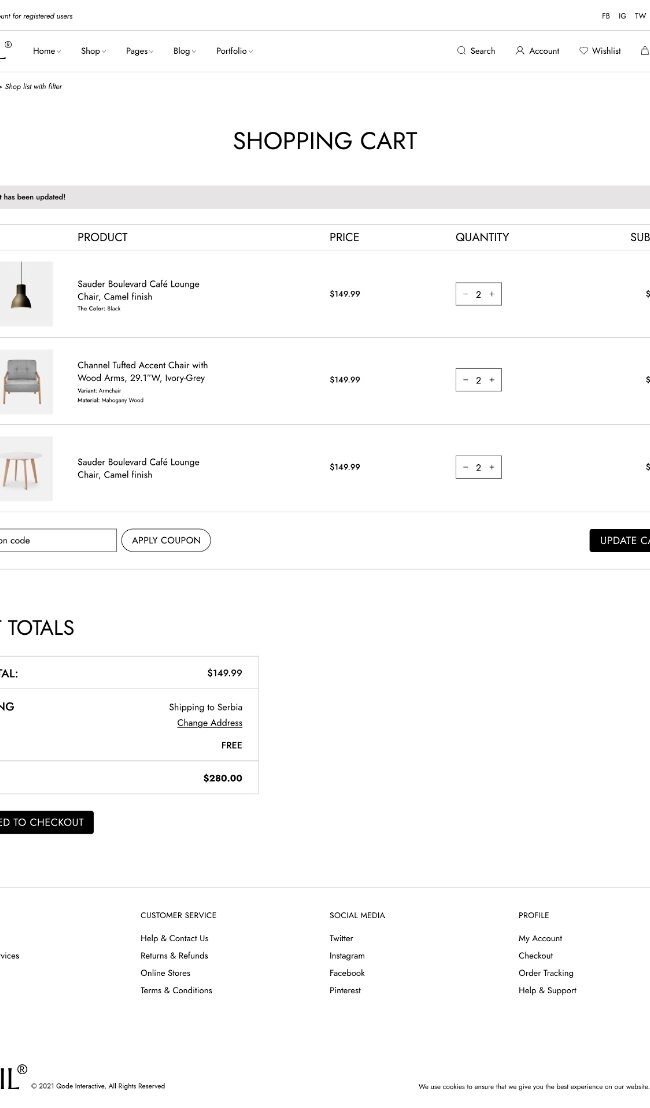 unt for registered users
FB IG TW
Home Shop Pages Blog Portfolio
Search Account Wishlist
Shop list with filter
SHOPPING CART
t has been updated!
PRODUCT PRICE QUANTITY SUB
Sauder Boulevard Café Lounge
Chair, Camel finish
The Color: Black
$149.99
− 2 +
$
Channel Tufted Accent Chair with
Wood Arms, 29.1"W, Ivory-Grey
Variant: Armchair
Material: Mahogany Wood
$149.99
− 2 +
$
Sauder Boulevard Café Lounge
Chair, Camel finish
$149.99
− 2 +
$
on code
APPLY COUPON
UPDATE CA
TOTALS
TAL: $149.99
NG
Shipping to Serbia
Change Address
FREE
$280.00
ED TO CHECKOUT
CUSTOMER SERVICE
Help & Contact Us
Returns & Refunds
Online Stores
Terms & Conditions
SOCIAL MEDIA
Twitter
Instagram
Facebook
Pinterest
PROFILE
My Account
Checkout
Order Tracking
Help & Support
rvices
IL®
© 2021 Qode Interactive, All Rights Reserved
We use cookies to ensure that we give you the best experience on our website.